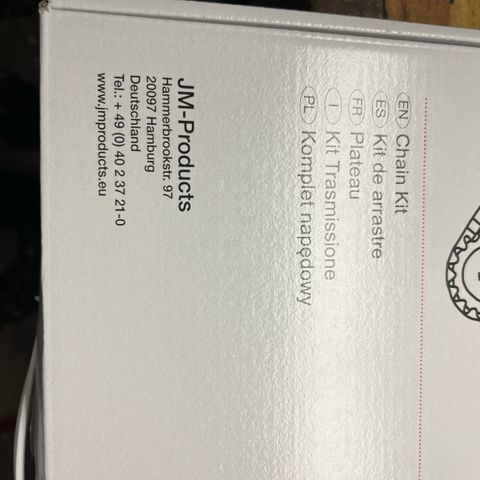 EN Chain Kit
ES Kit de arrastre
FR Plateau
I Kit Trasmissione
PL Komplet napędowy
JM-Products
Hammerbrookstr. 97
20097 Hamburg
Deutschland
Tel.: + 49 (0) 40 2 37 21-0
www.jmproducts.eu